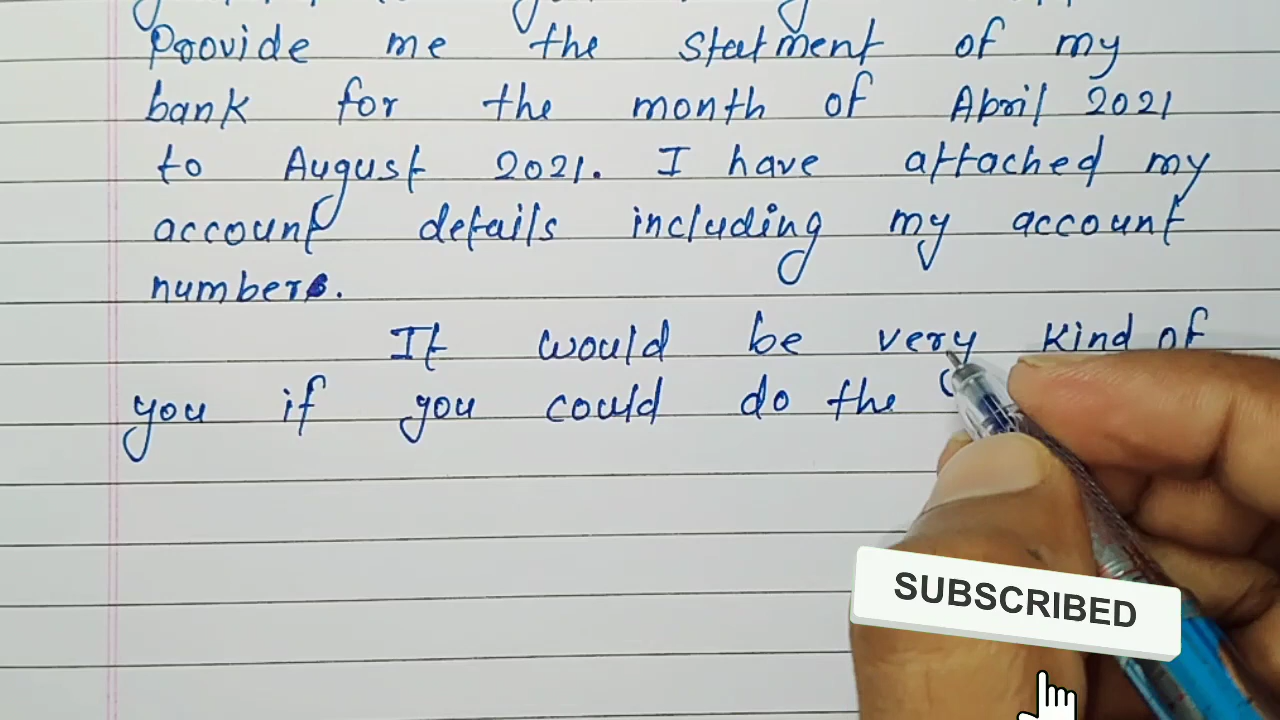 Provide me the Statment of my
bank for the month of April 2021
to August 2021. I have attached my
account details including my account
numbers.
It would be very kind of
you if you could do the
SUBSCRIBED